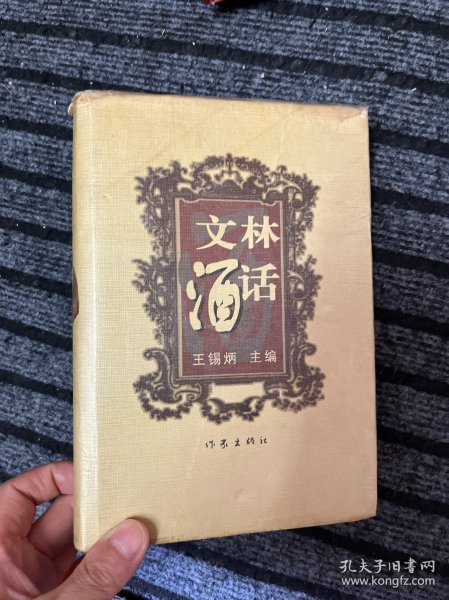 文林
酒话
王锡炳 主编
作家出版社
孔夫子旧书网
www.kongfz.com